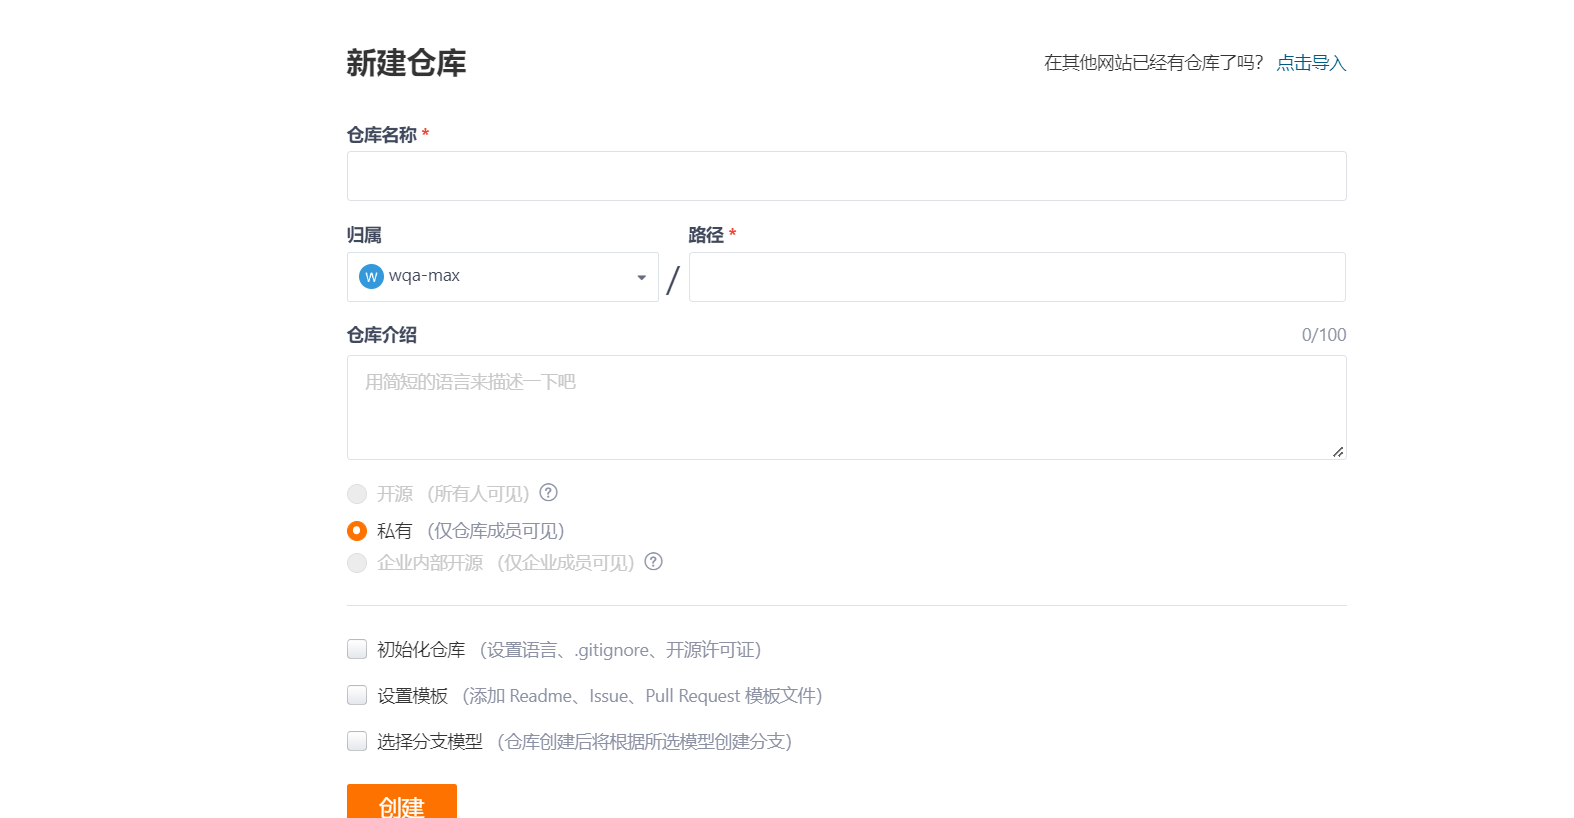 新建仓库
在其他网站已经有仓库了吗? 点击导入
仓库名称 *
归属
路径 *
W wqa-max
/
仓库介绍
0/100
用简短的语言来描述一下吧
开源 (所有人可见) ?
私有 (仅仓库成员可见)
企业内部开源 (仅企业成员可见) ?
初始化仓库 (设置语言、.gitignore、开源许可证)
设置模板 (添加 Readme、Issue、Pull Request 模板文件)
选择分支模型 (仓库创建后将根据所选模型创建分支)
创建